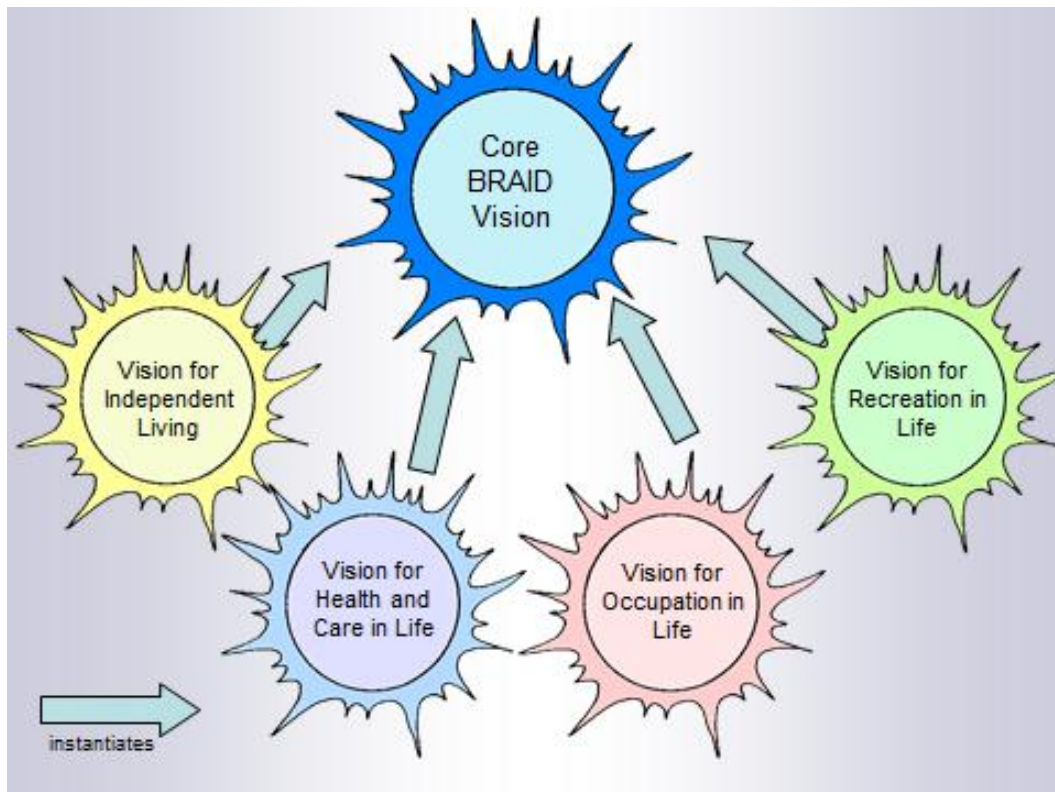 Core
BRAID
Vision
Vision for
Independent
Living
Vision for
Recreation in
Life
Vision for
Health and
Care in Life
Vision for
Occupation in
Life
instantiates